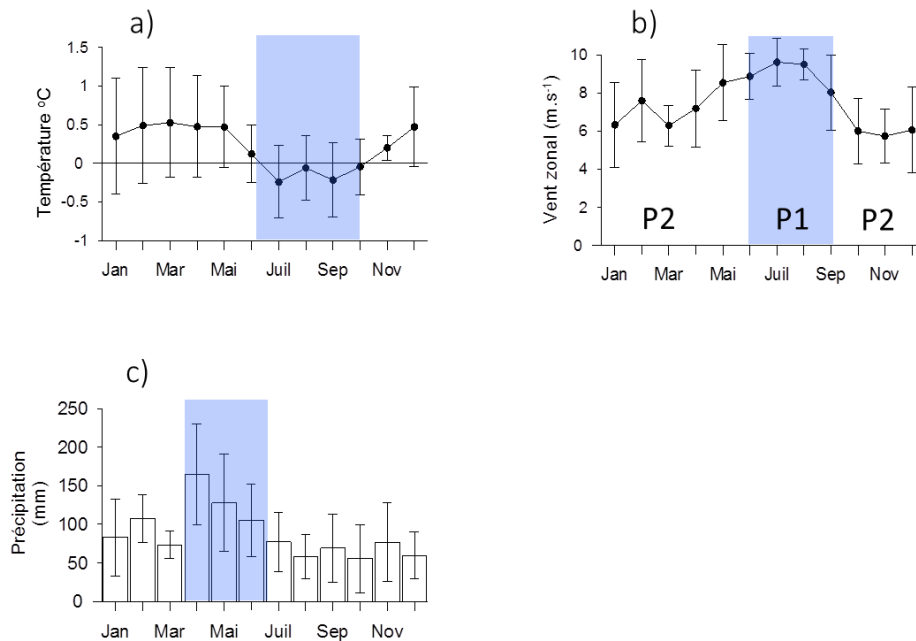 a)
Température ºC
1.5
1
0.5
0
-0.5
-1
Jan Mar Mai Juil Sep Nov
b)
Vent zonal (m.s⁻¹)
10
8
6
4
2
0
P2 P1 P2
Jan Mar Mai Juil Sep Nov
c)
Précipitation
(mm)
250
200
150
100
50
0
Jan Mar Mai Juil Sep Nov